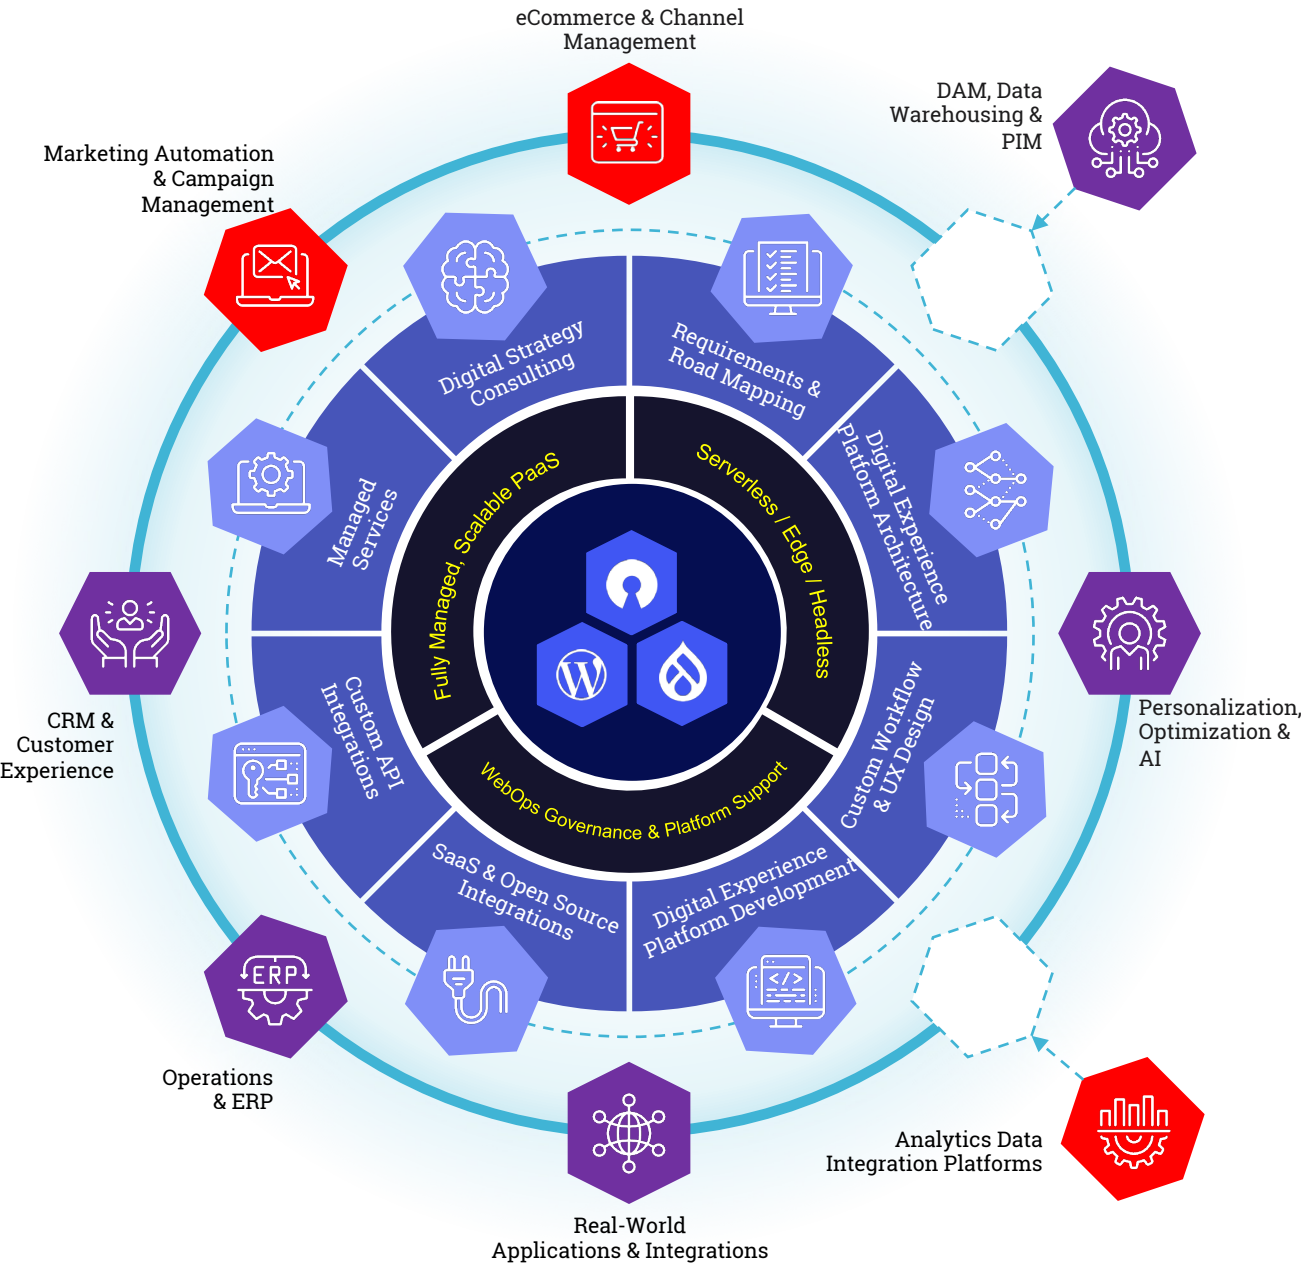 eCommerce & Channel
Management
DAM, Data
Warehousing &
PIM
Marketing Automation
& Campaign
Management
Digital Strategy
Consulting
Requirements &
Road Mapping
Digital Experience
Platform Architecture
Managed
Services
Fully Managed, Scalable PaaS
Serverless / Edge / Headless
WebOps Governance & Platform Support
W
Custom API
Integrations
Custom Workflow
& UX Design
CRM &
Customer
Experience
Personalization,
Optimization &
AI
SaaS & Open Source
Integrations
Digital Experience
Platform Development
ERP
</>
Operations
& ERP
Analytics Data
Integration Platforms
Real-World
Applications & Integrations